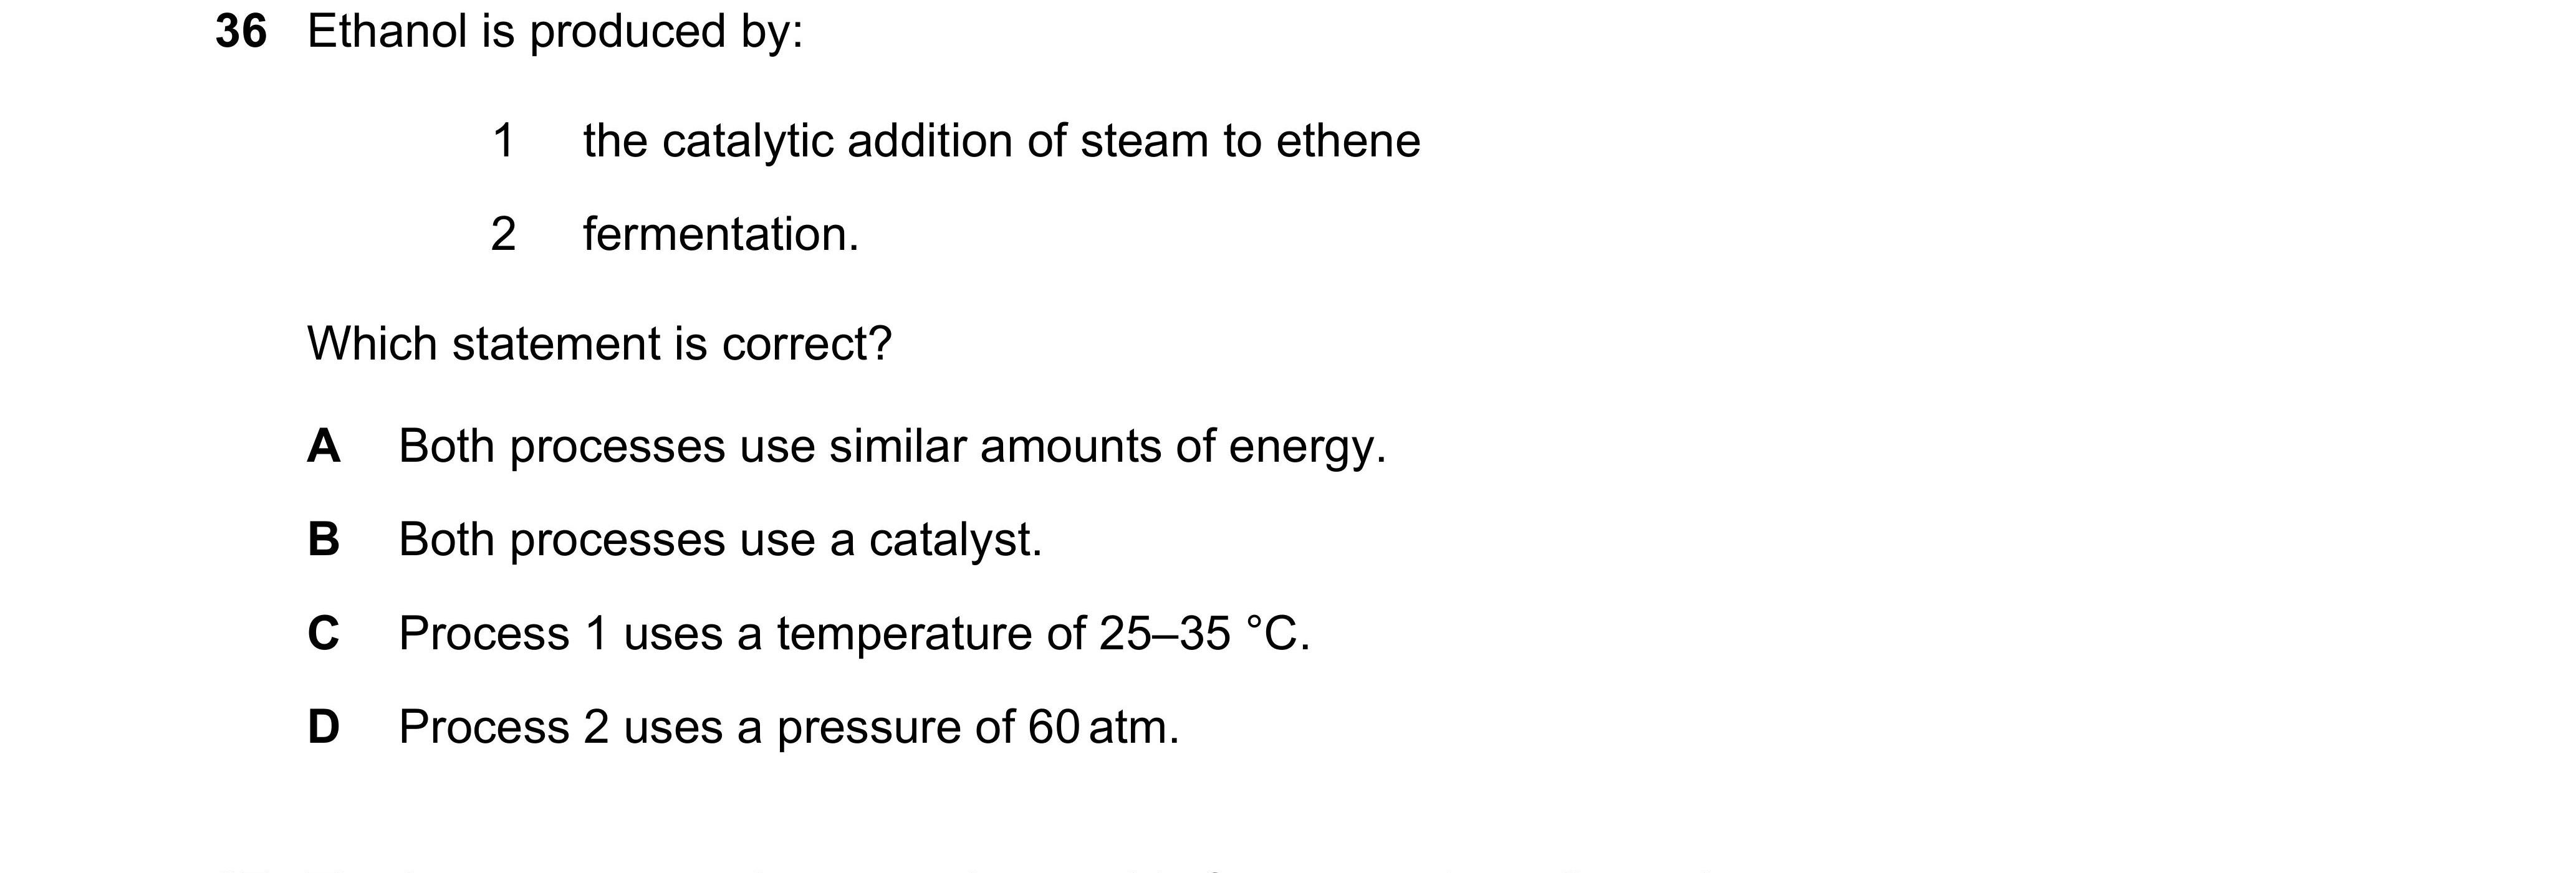 36 Ethanol is produced by:
1 the catalytic addition of steam to ethene
2 fermentation.
Which statement is correct?
A Both processes use similar amounts of energy.
B Both processes use a catalyst.
C Process 1 uses a temperature of 25–35 °C.
D Process 2 uses a pressure of 60 atm.